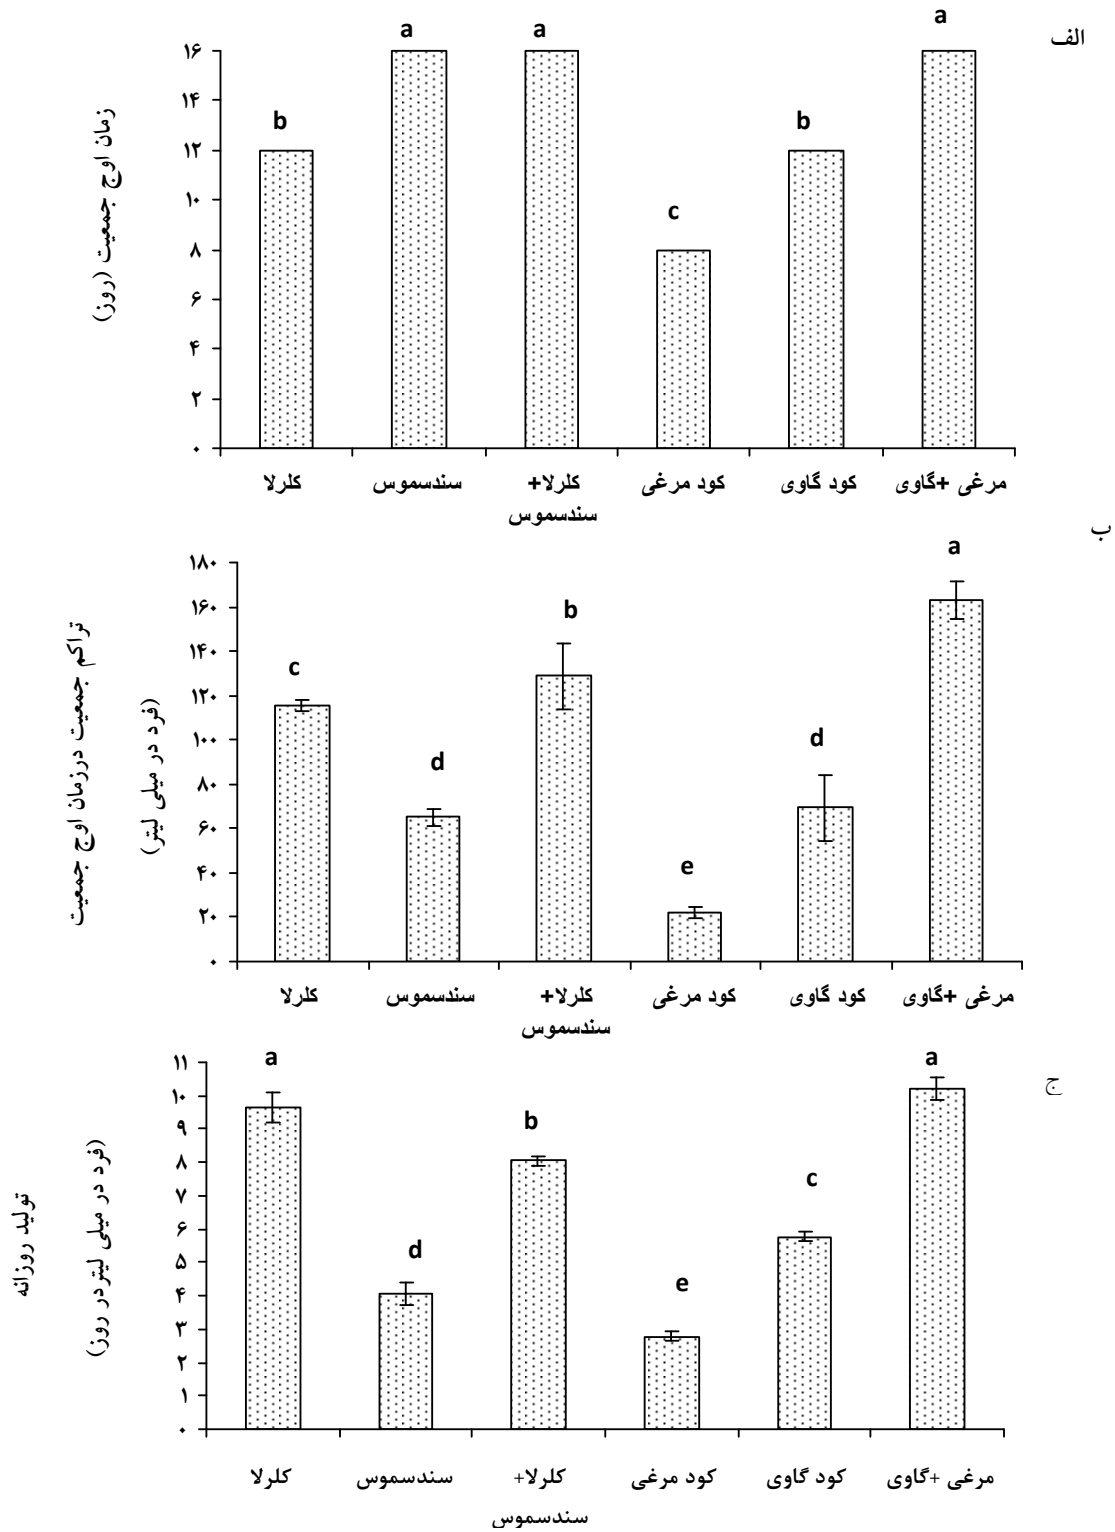 الف
زمان اوج جمعیت (روز)
۱۶
۱۴
۱۲
۱۰
۸
۶
۴
۲
۰
b
a
a
c
b
a
کلرلا
سندسموس
کلرلا+
سندسموس
کود مرغی
کود گاوی
مرغی +گاوی
ب
تراکم جمعیت درزمان اوج جمعیت
(فرد در میلی لیتر)
۱۸۰
۱۶۰
۱۴۰
۱۲۰
۱۰۰
۸۰
۶۰
۴۰
۲۰
۰
c
d
b
e
d
a
کلرلا
سندسموس
کلرلا+
سندسموس
کود مرغی
کود گاوی
مرغی +گاوی
ج
تولید روزانه
(فرد در میلی لیتردر روز)
۱۱
۱۰
۹
۸
۷
۶
۵
۴
۳
۲
۱
۰
a
d
b
e
c
a
کلرلا
سندسموس
کلرلا+
سندسموس
کود مرغی
کود گاوی
مرغی +گاوی